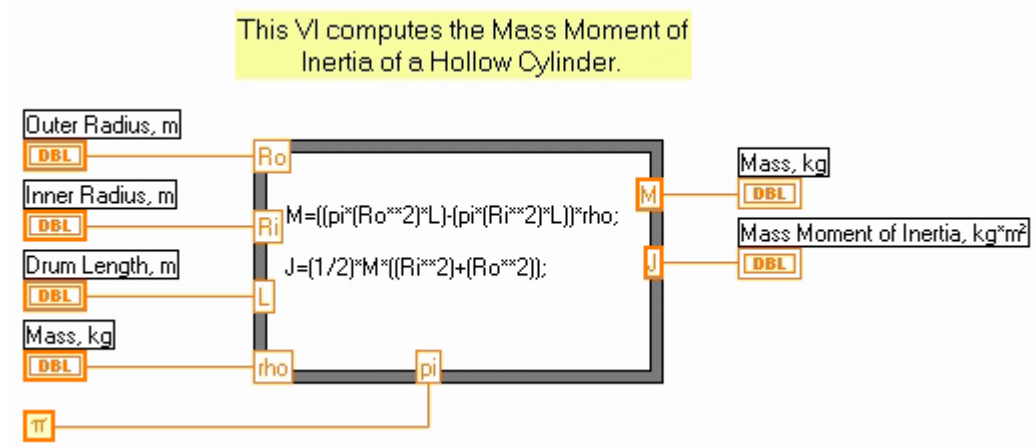 This VI computes the Mass Moment of
Inertia of a Hollow Cylinder.
Outer Radius, m
DBL
Ro
Inner Radius, m
DBL
Ri
Drum Length, m
DBL
L
Mass, kg
DBL
rho
π
pi
M=((pi*(Ro**2)*L)-(pi*(Ri**2)*L))*rho;
J=(1/2)*M*((Ri**2)+(Ro**2));
M
Mass, kg
DBL
J
Mass Moment of Inertia, kg*m²
DBL